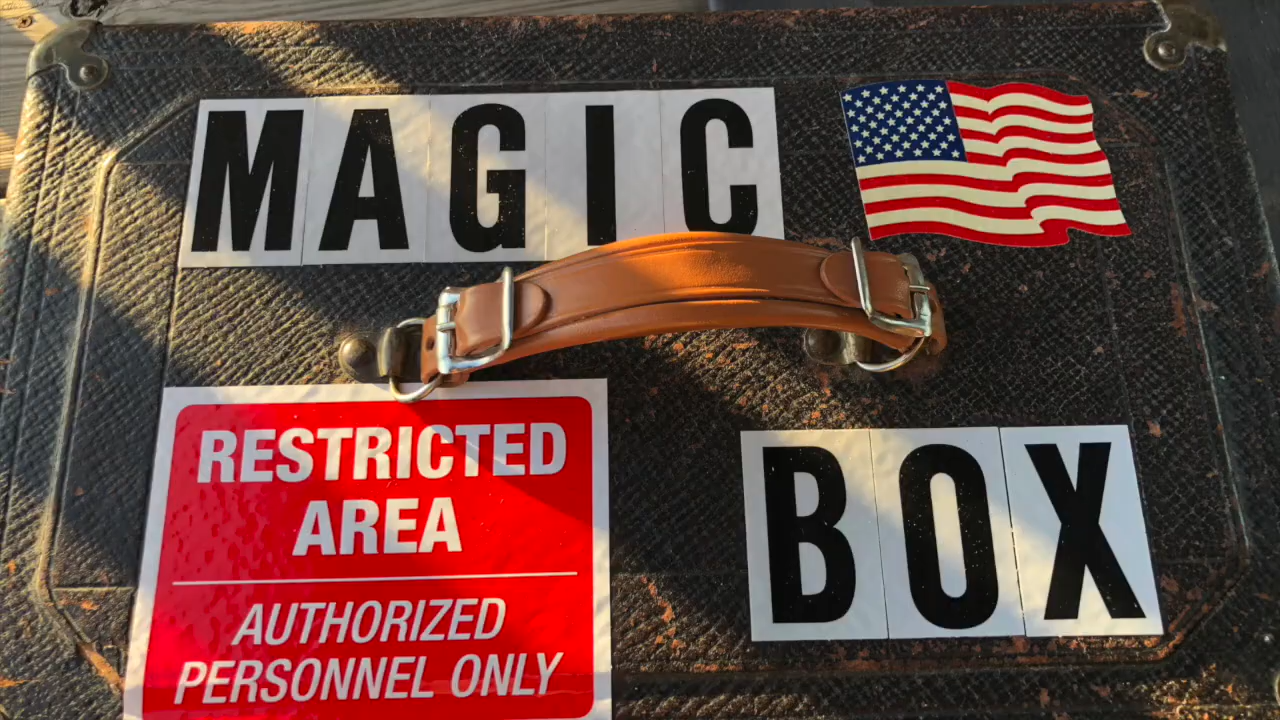 MAGIC
RESTRICTED
AREA
AUTHORIZED
PERSONNEL ONLY
BOX